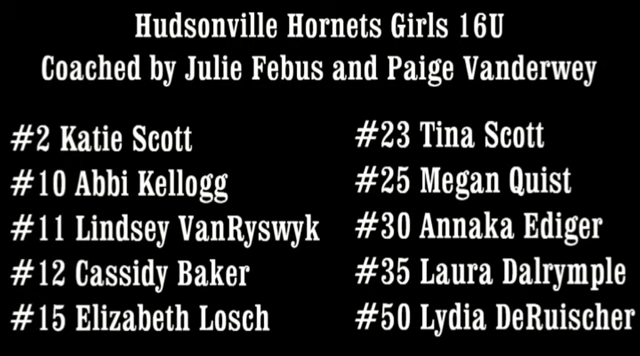 Hudsonville Hornets Girls 16U
Coached by Julie Febus and Paige Vanderwey
#2 Katie Scott
#10 Abbi Kellogg
#11 Lindsey VanRyswyk
#12 Cassidy Baker
#15 Elizabeth Losch
#23 Tina Scott
#25 Megan Quist
#30 Annaka Ediger
#35 Laura Dalrymple
#50 Lydia DeRuischer